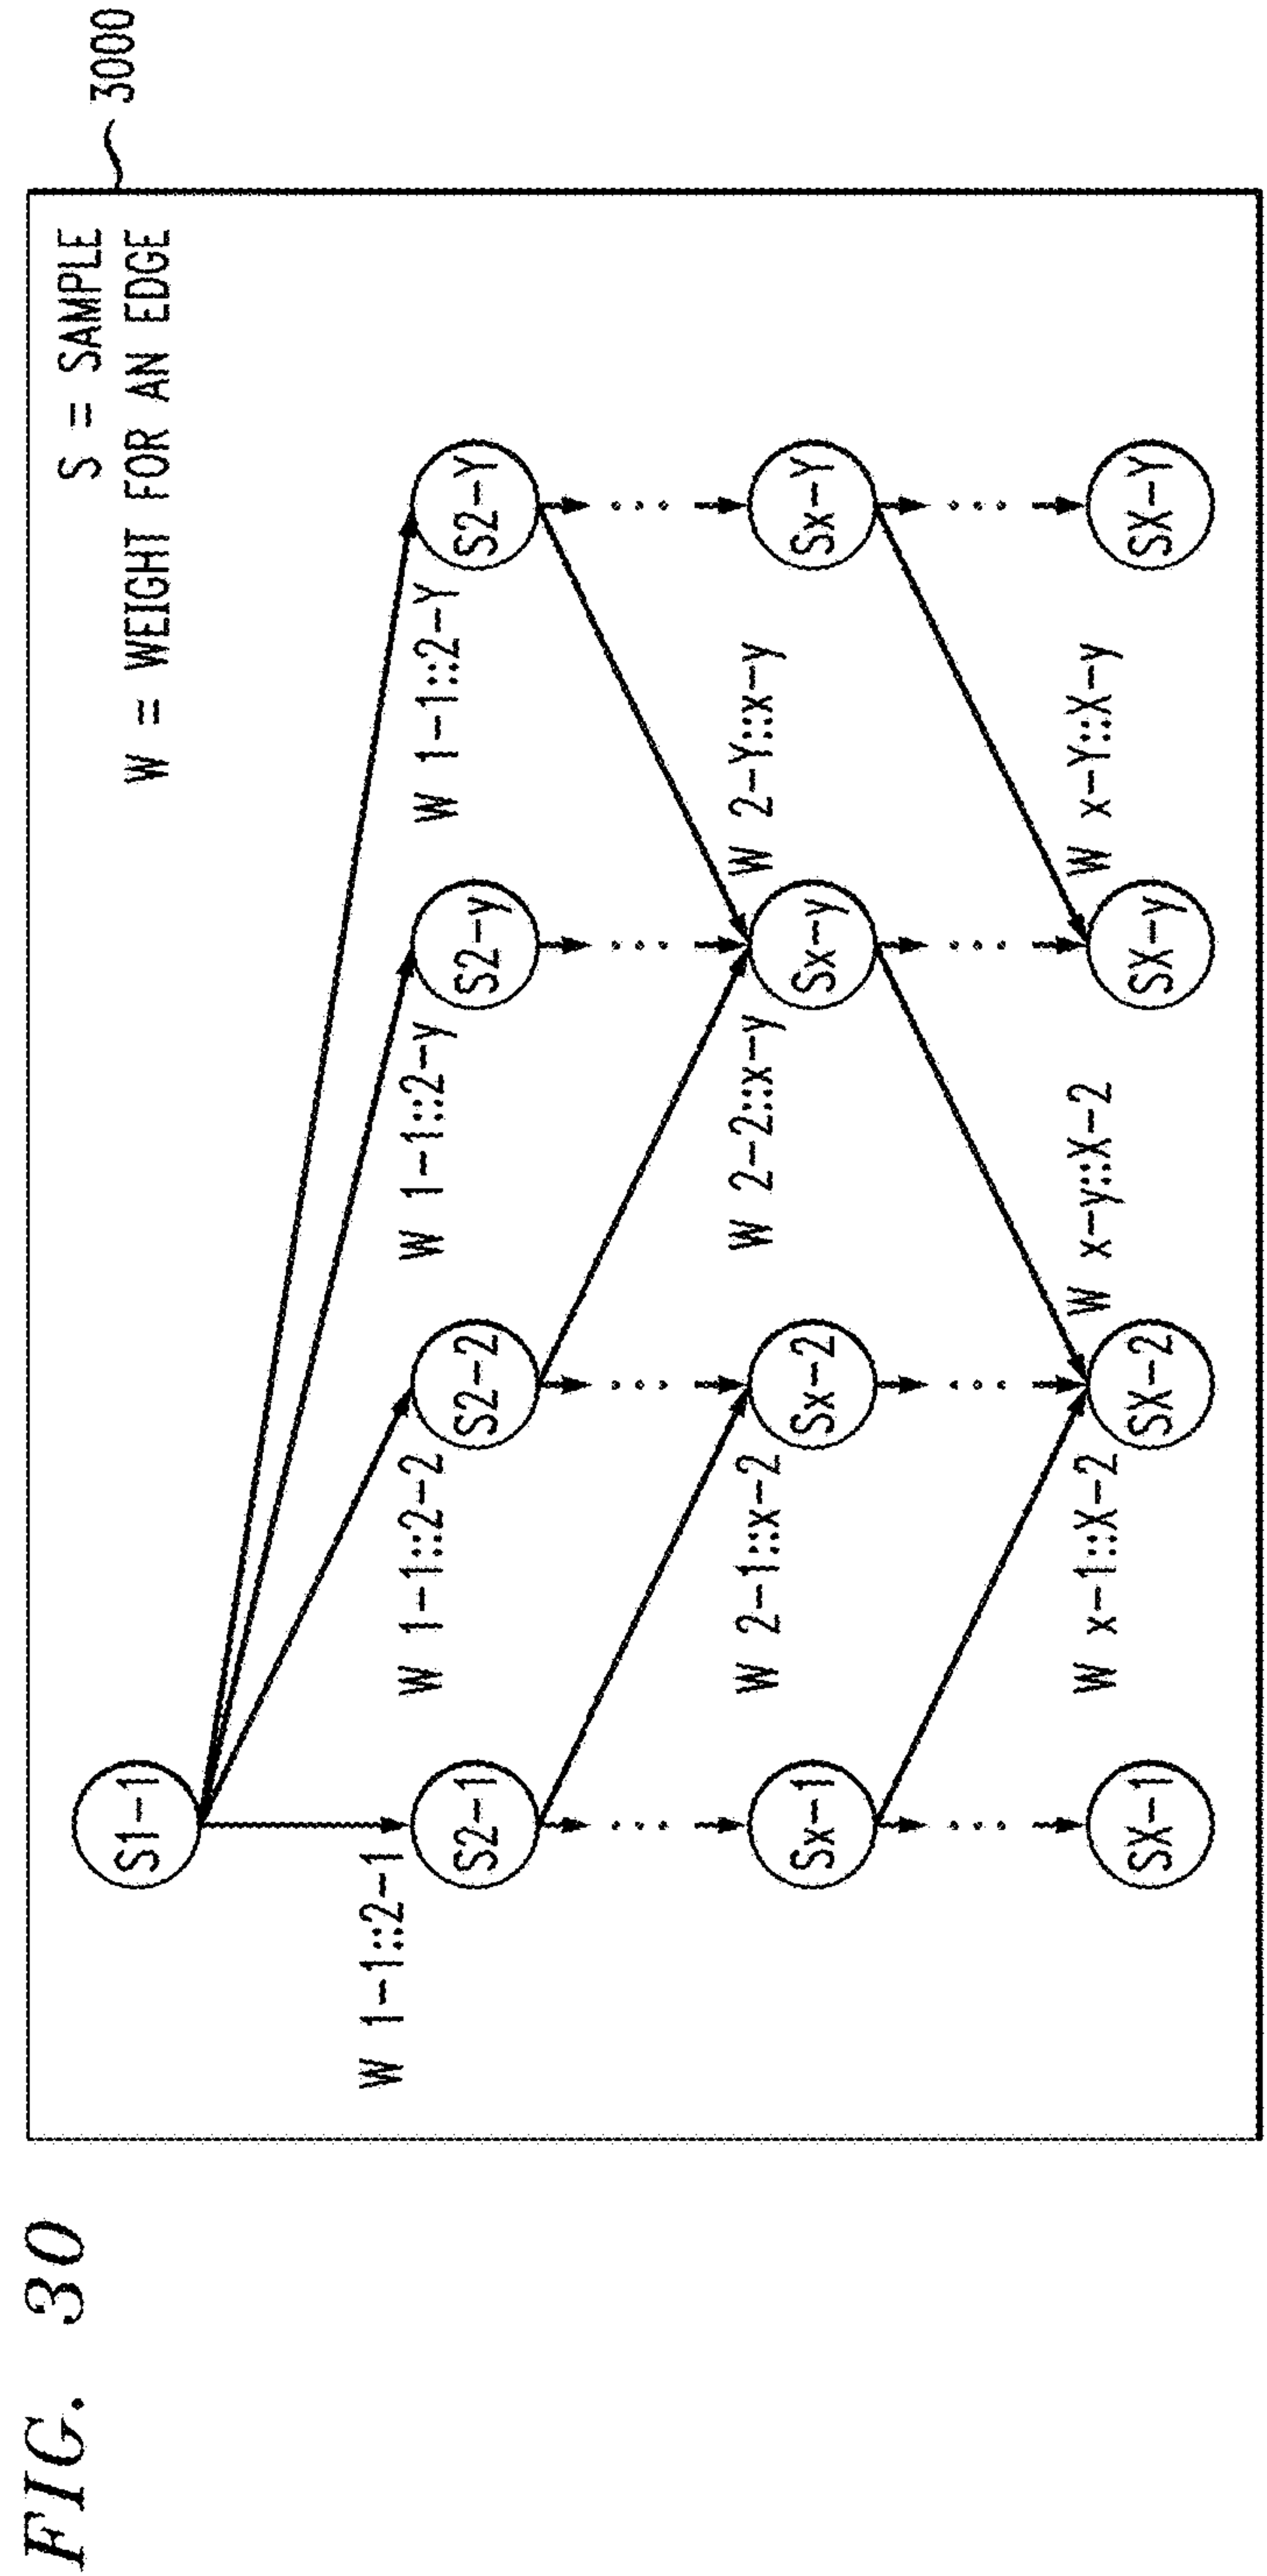 FIG. 30
3000
S = SAMPLE
W = WEIGHT FOR AN EDGE
S1-1
W 1-1::2-1
W 1-1::2-2
W 1-1::2-y
W 1-1::2-Y
S2-1
S2-2
S2-y
S2-Y
W 2-1::x-2
W 2-2::x-y
W 2-Y::x-y
Sx-1
Sx-2
Sx-y
Sx-Y
W x-1::X-2
W x-y::X-2
W x-Y::X-y
SX-1
SX-2
SX-y
SX-Y